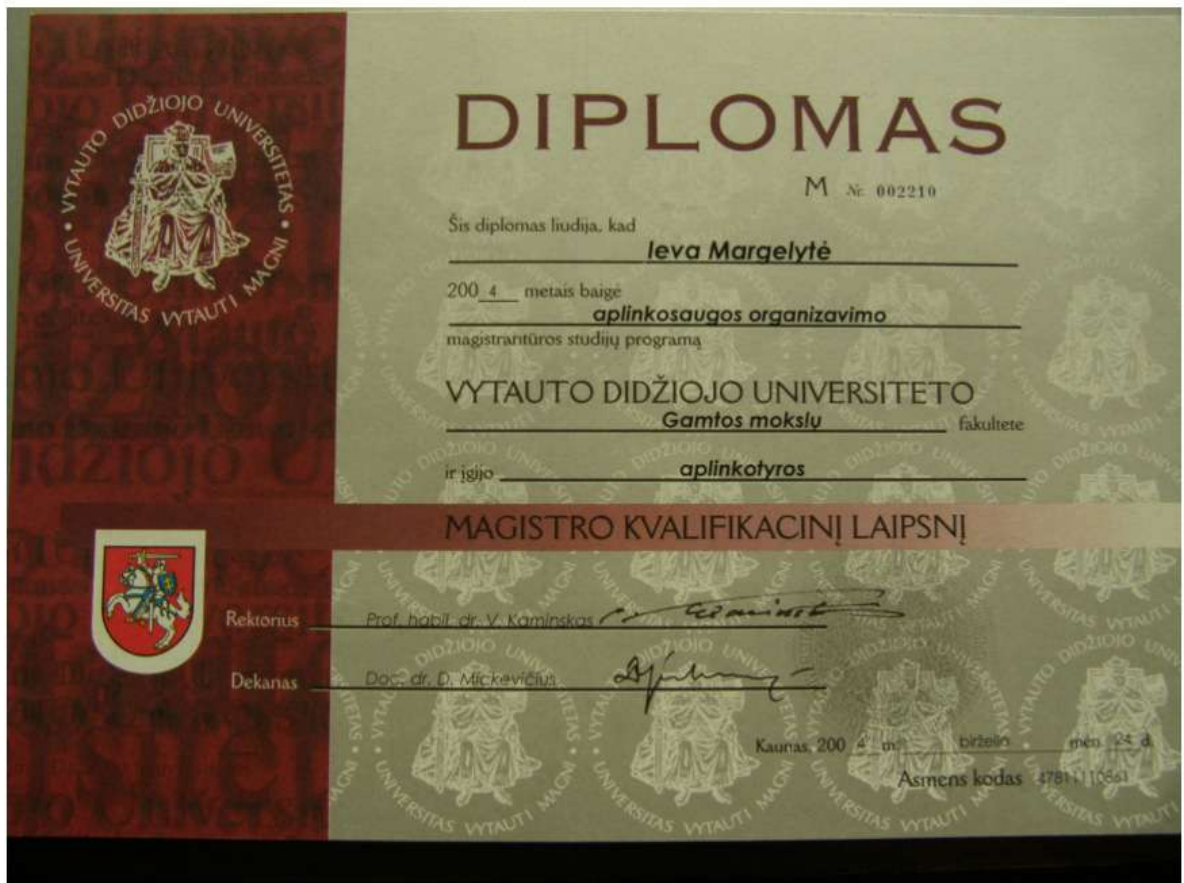 VYTAUTO DIDŽIOJO UNIVERSITETAS • UNIVERSITAS VYTAUTI MAGNI •
DIPLOMAS
M Nr. 002210
Šis diplomas liudija, kad
Ieva Margelytė
200 4 metais baigė
aplinkosaugos organizavimo
magistrantūros studijų programą
VYTAUTO DIDŽIOJO UNIVERSITETO
Gamtos mokslų fakultete
ir įgijo aplinkotyros
MAGISTRO KVALIFIKACINĮ LAIPSNĮ
Rektorius Prof. habil. dr. V. Kaminskas
Dekanas Doc. dr. D. Mickevičius
Kaunas, 200 4 m. birželio mėn. 24 d.
Asmens kodas